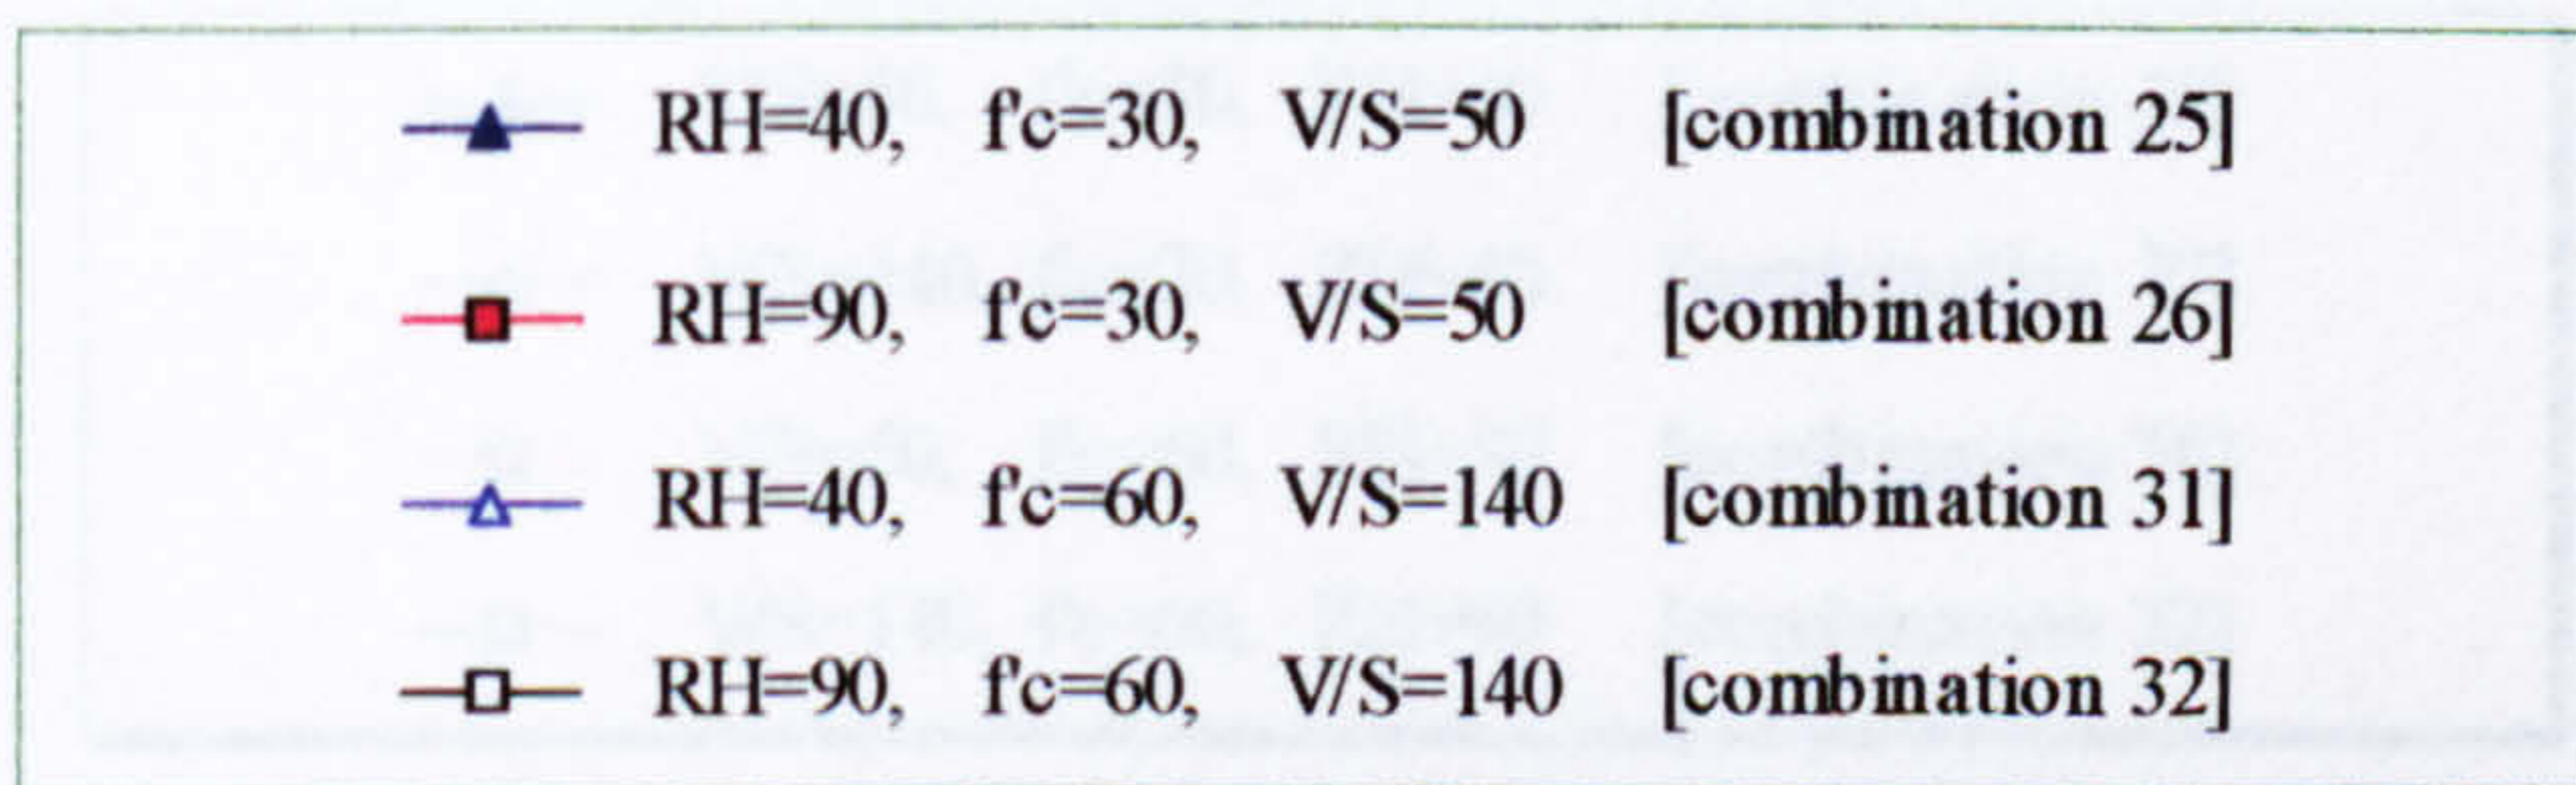 RH=40, f'c=30, V/S=50 [combination 25]
RH=90, f'c=30, V/S=50 [combination 26]
RH=40, f'c=60, V/S=140 [combination 31]
RH=90, f'c=60, V/S=140 [combination 32]